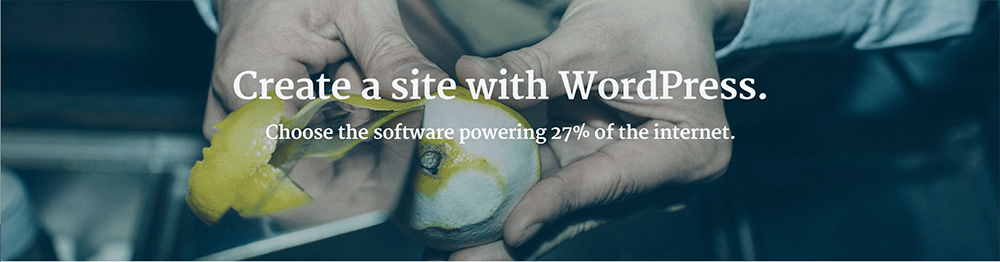 Create a site with WordPress.
Choose the software powering 27% of the internet.